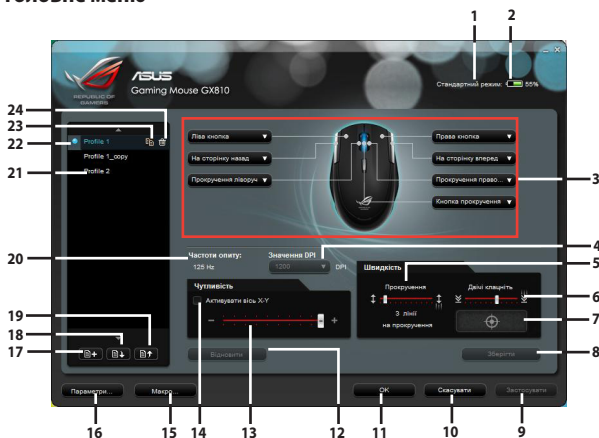 Головне меню
1
2
REPUBLIC OF
GAMERS
ASUS
Gaming Mouse GX810
Стандартний режим:
55%
24
23
22
21
Profile 1
Profile 1_copy
Profile 2
Ліва кнопка
На сторінку назад
Прокручення ліворуч
Права кнопка
На сторінку вперед
Прокручення право...
Кнопка прокручення
3
20
Частоти опиту:
125 Hz
Значення DPI
1200
DPI
4
Швидкість
5
Прокручення
3 лінії
на прокручення
Двічі клацніть
6
7
Чутливість
Активувати вісь X-Y
19
18
17
Відновити
Зберегти
8
Параметри...
Макро...
OK
Скасувати
Застосувати
16
15
14
13
12
11
10
9